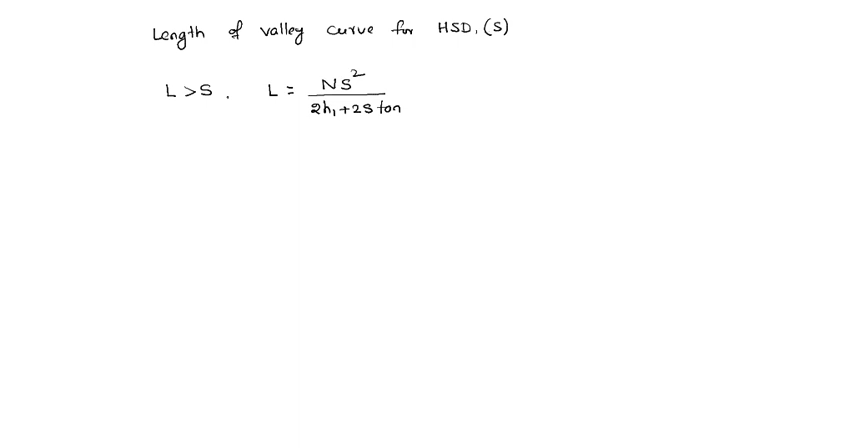 Length of valley curve for HSD, (S)
L > S . L = NS² / 2h₁ + 2S tan